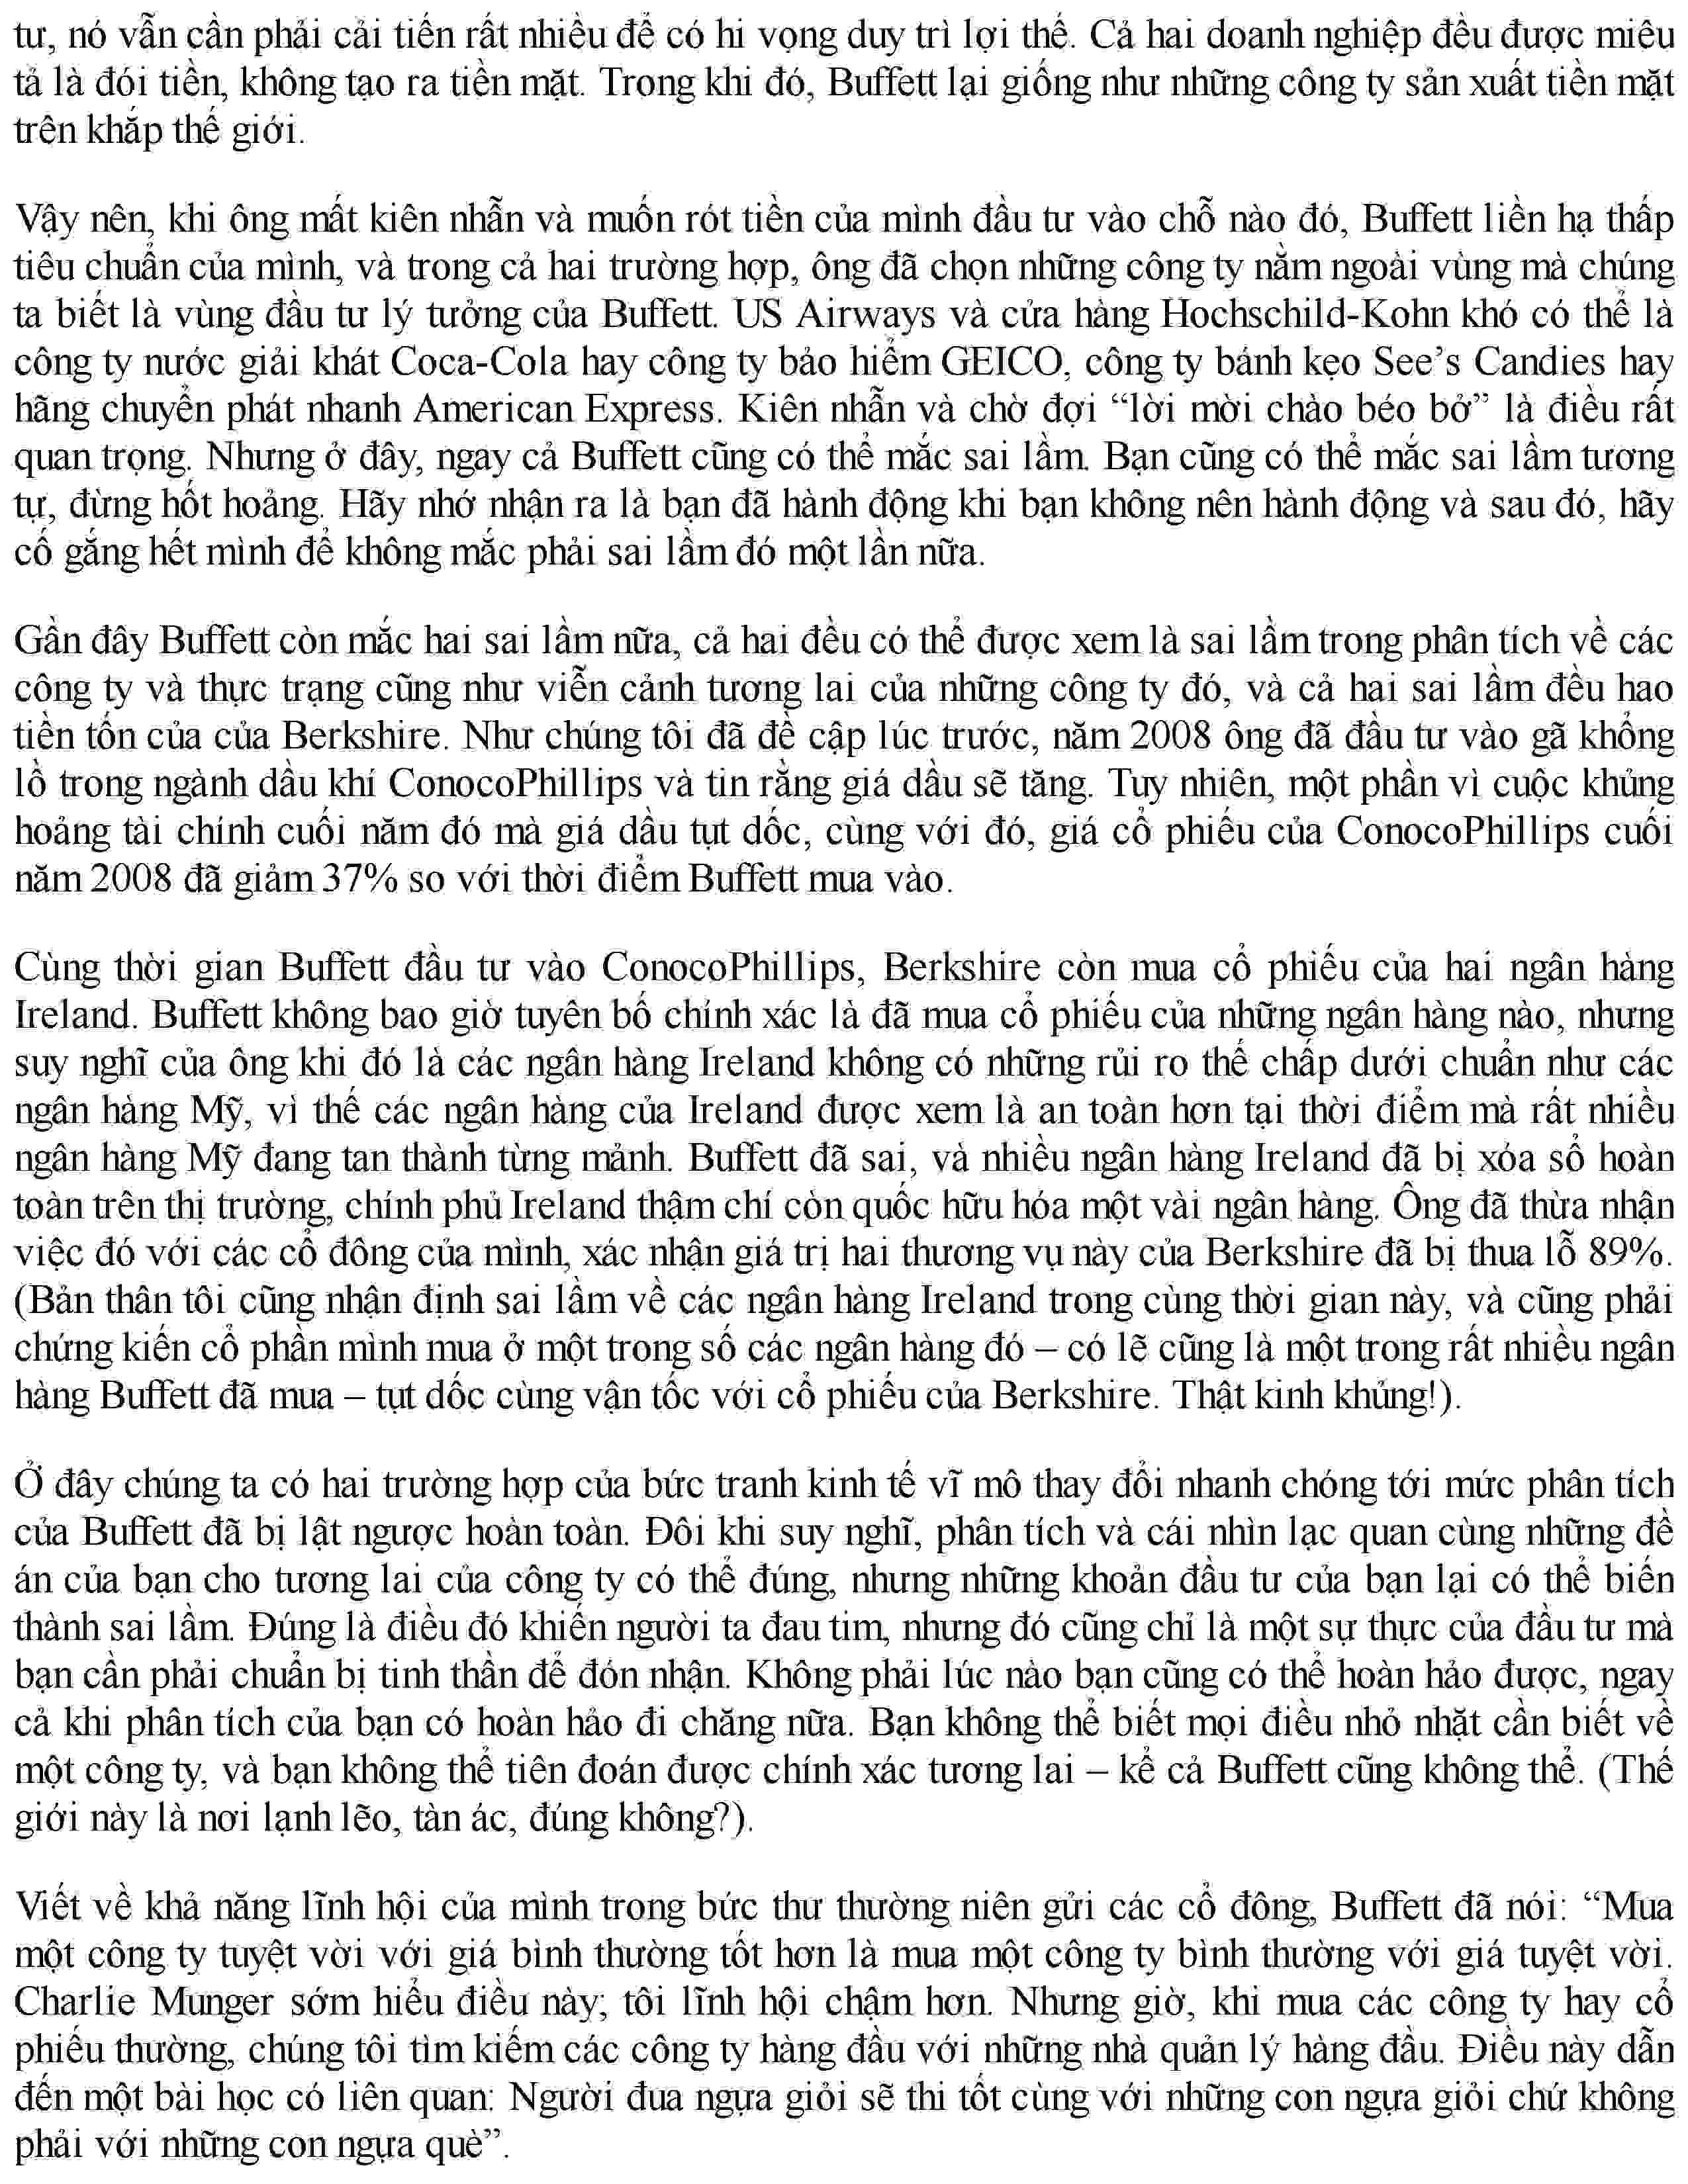 tư, nó vẫn cần phải cải tiến rất nhiều để có hi vọng duy trì lợi thế. Cả hai doanh nghiệp đều được miêu
tả là đói tiền, không tạo ra tiền mặt. Trong khi đó, Buffett lại giống như những công ty sản xuất tiền mặt
trên khắp thế giới.
Vậy nên, khi ông mất kiên nhẫn và muốn rót tiền của mình đầu tư vào chỗ nào đó, Buffett liền hạ thấp
tiêu chuẩn của mình, và trong cả hai trường hợp, ông đã chọn những công ty nằm ngoài vùng mà chúng
ta biết là vùng đầu tư lý tưởng của Buffett. US Airways và cửa hàng Hochschild-Kohn khó có thể là
công ty nước giải khát Coca-Cola hay công ty bảo hiểm GEICO, công ty bánh kẹo See’s Candies hay
hãng chuyển phát nhanh American Express. Kiên nhẫn và chờ đợi “lời mời chào béo bở” là điều rất
quan trọng. Nhưng ở đây, ngay cả Buffett cũng có thể mắc sai lầm. Bạn cũng có thể mắc sai lầm tương
tự, đừng hốt hoảng. Hãy nhớ nhận ra là bạn đã hành động khi bạn không nên hành động và sau đó, hãy
cố gắng hết mình để không mắc phải sai lầm đó một lần nữa.
Gần đây Buffett còn mắc hai sai lầm nữa, cả hai đều có thể được xem là sai lầm trong phân tích về các
công ty và thực trạng cũng như viễn cảnh tương lai của những công ty đó, và cả hai sai lầm đều hao
tiền tốn của của Berkshire. Như chúng tôi đã đề cập lúc trước, năm 2008 ông đã đầu tư vào gã khổng
lồ trong ngành dầu khí ConocoPhillips và tin rằng giá dầu sẽ tăng. Tuy nhiên, một phần vì cuộc khủng
hoảng tài chính cuối năm đó mà giá dầu tụt dốc, cùng với đó, giá cổ phiếu của ConocoPhillips cuối
năm 2008 đã giảm 37% so với thời điểm Buffett mua vào.
Cùng thời gian Buffett đầu tư vào ConocoPhillips, Berkshire còn mua cổ phiếu của hai ngân hàng
Ireland. Buffett không bao giờ tuyên bố chính xác là đã mua cổ phiếu của những ngân hàng nào, nhưng
suy nghĩ của ông khi đó là các ngân hàng Ireland không có những rủi ro thế chấp dưới chuẩn như các
ngân hàng Mỹ, vì thế các ngân hàng của Ireland được xem là an toàn hơn tại thời điểm mà rất nhiều
ngân hàng Mỹ đang tan thành từng mảnh. Buffett đã sai, và nhiều ngân hàng Ireland đã bị xóa sổ hoàn
toàn trên thị trường, chính phủ Ireland thậm chí còn quốc hữu hóa một vài ngân hàng. Ông đã thừa nhận
việc đó với các cổ đông của mình, xác nhận giá trị hai thương vụ này của Berkshire đã bị thua lỗ 89%.
(Bản thân tôi cũng nhận định sai lầm về các ngân hàng Ireland trong cùng thời gian này, và cũng phải
chứng kiến cổ phần mình mua ở một trong số các ngân hàng đó – có lẽ cũng là một trong rất nhiều ngân
hàng Buffett đã mua – tụt dốc cùng vận tốc với cổ phiếu của Berkshire. Thật kinh khủng!).
Ở đây chúng ta có hai trường hợp của bức tranh kinh tế vĩ mô thay đổi nhanh chóng tới mức phân tích
của Buffett đã bị lật ngược hoàn toàn. Đôi khi suy nghĩ, phân tích và cái nhìn lạc quan cùng những đề
án của bạn cho tương lai của công ty có thể đúng, nhưng những khoản đầu tư của bạn lại có thể biến
thành sai lầm. Đúng là điều đó khiến người ta đau tim, nhưng đó cũng chỉ là một sự thực của đầu tư mà
bạn cần phải chuẩn bị tinh thần để đón nhận. Không phải lúc nào bạn cũng có thể hoàn hảo được, ngay
cả khi phân tích của bạn có hoàn hảo đi chăng nữa. Bạn không thể biết mọi điều nhỏ nhặt cần biết về
một công ty, và bạn không thể tiên đoán được chính xác tương lai – kể cả Buffett cũng không thể. (Thế
giới này là nơi lạnh lẽo, tàn ác, đúng không?).
Viết về khả năng lĩnh hội của mình trong bức thư thường niên gửi các cổ đông, Buffett đã nói: “Mua
một công ty tuyệt vời với giá bình thường tốt hơn là mua một công ty bình thường với giá tuyệt vời.
Charlie Munger sớm hiểu điều này; tôi lĩnh hội chậm hơn. Nhưng giờ, khi mua các công ty hay cổ
phiếu thường, chúng tôi tìm kiếm các công ty hàng đầu với những nhà quản lý hàng đầu. Điều này dẫn
đến một bài học có liên quan: Người đua ngựa giỏi sẽ thi tốt cùng với những con ngựa giỏi chứ không
phải với những con ngựa què”.